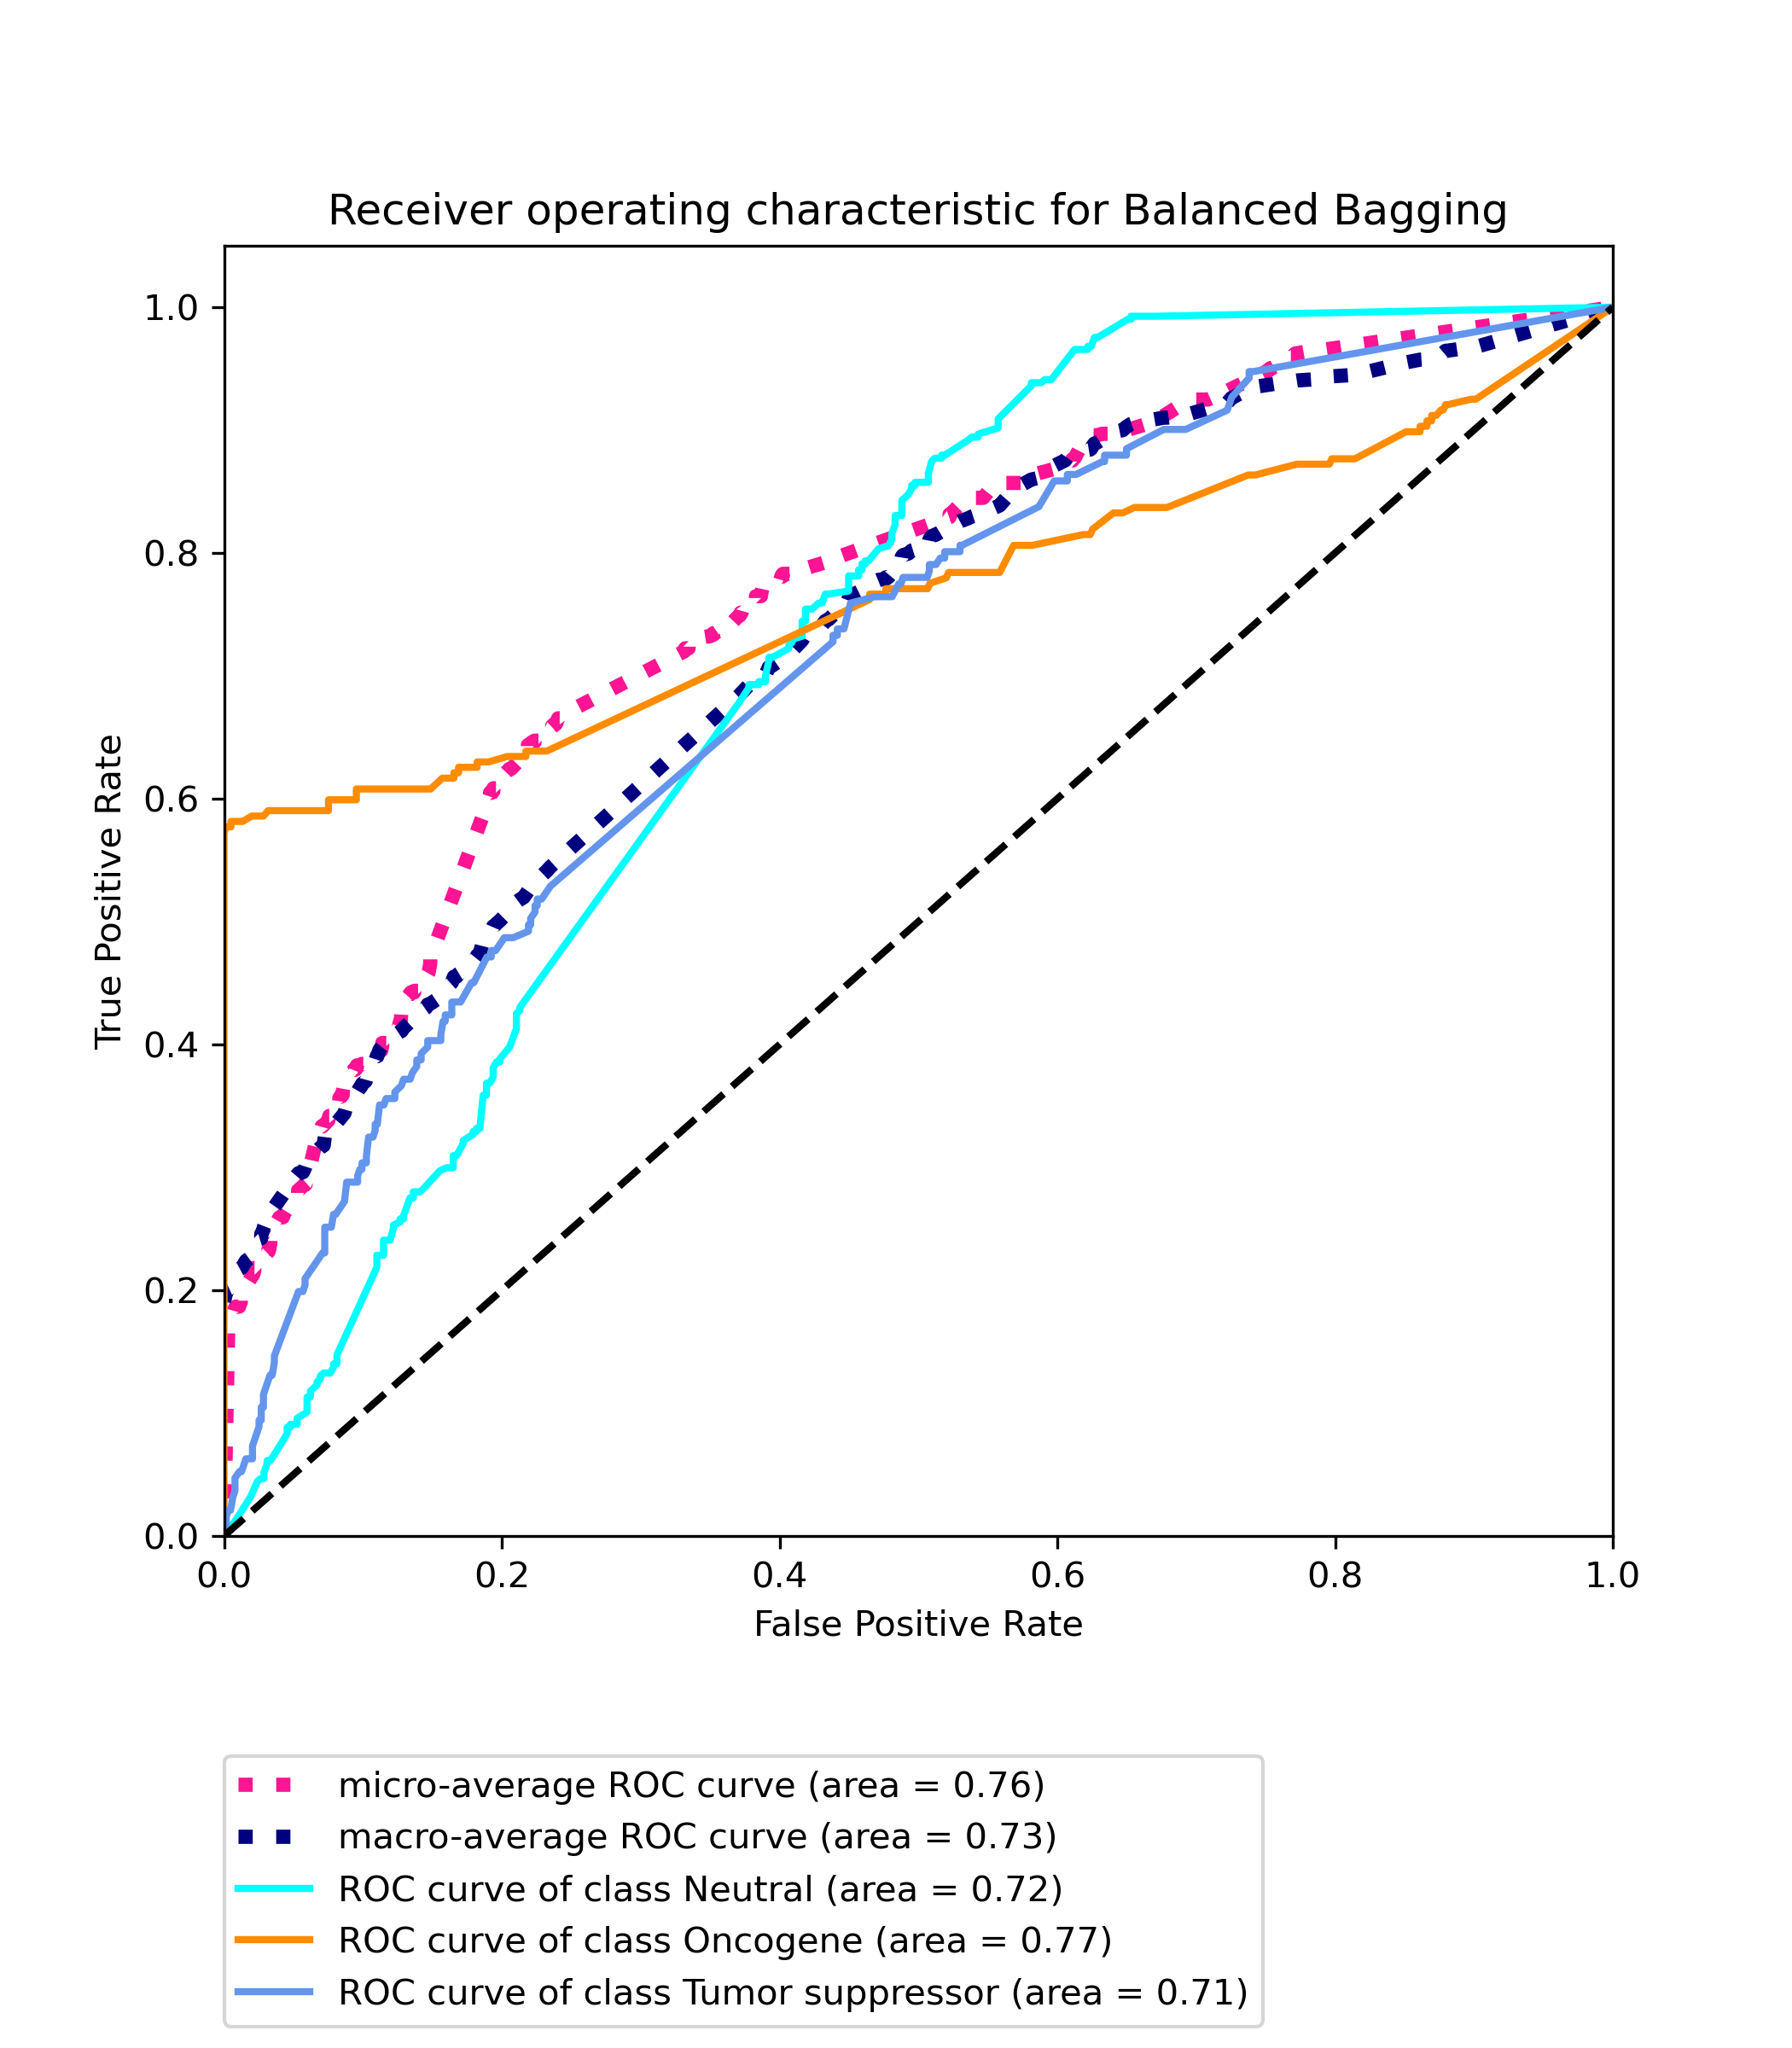 Receiver operating characteristic for Balanced Bagging
1.0
0.8
0.6
0.4
0.2
0.0
True Positive Rate
0.0 0.2 0.4 0.6 0.8 1.0
False Positive Rate
micro-average ROC curve (area = 0.76)
macro-average ROC curve (area = 0.73)
ROC curve of class Neutral (area = 0.72)
ROC curve of class Oncogene (area = 0.77)
ROC curve of class Tumor suppressor (area = 0.71)